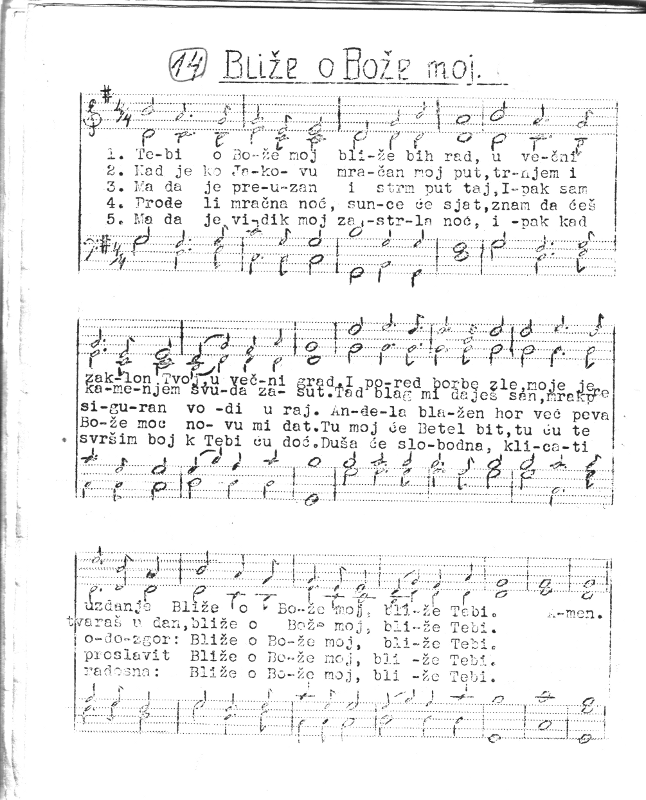 14 Bliže o Bože moj.
1. Te-bi o Bo-že moj bli-že bih rad, u ve-čni
2. Kad je ko Ja-ko- vu mra-čan moj put,tr-njem i
3. Ma da je pre-u-zan i strm put taj,I-pak sam
4. Prođe li mračna noć, sun-ce će sjat,znam da ćeš
5. Ma da je vi-dik moj za -str-la noć, i -pak kad
zak-lon Tvoj,u več-ni grad.I po-red borbe zle,moje je
ka-me-njem svu-da za- sut.Tad blag mi daješ san,mrak
si-gu-ran vo -di u raj. An-đe-la bla-žen hor već peva
Bo-že moć no- vu mi dat.Tu moj će Betel bit,tu ću te
svršim boj k Tebi ću doć.Duša će slo-bodna, kli-ca-ti
uzdanje Bliže o Bo-že moj, bli-že Tebi. A-men.
tvaraš u dan,bliže o Bože moj, bli-že Tebi.
o-do-zgor: Bliže o Bo-že moj, bli-že Tebi.
proslavit Bliže o Bo-že moj, bli -že Tebi.
radosna: Bliže o Bo-že moj, bli -že Tebi.